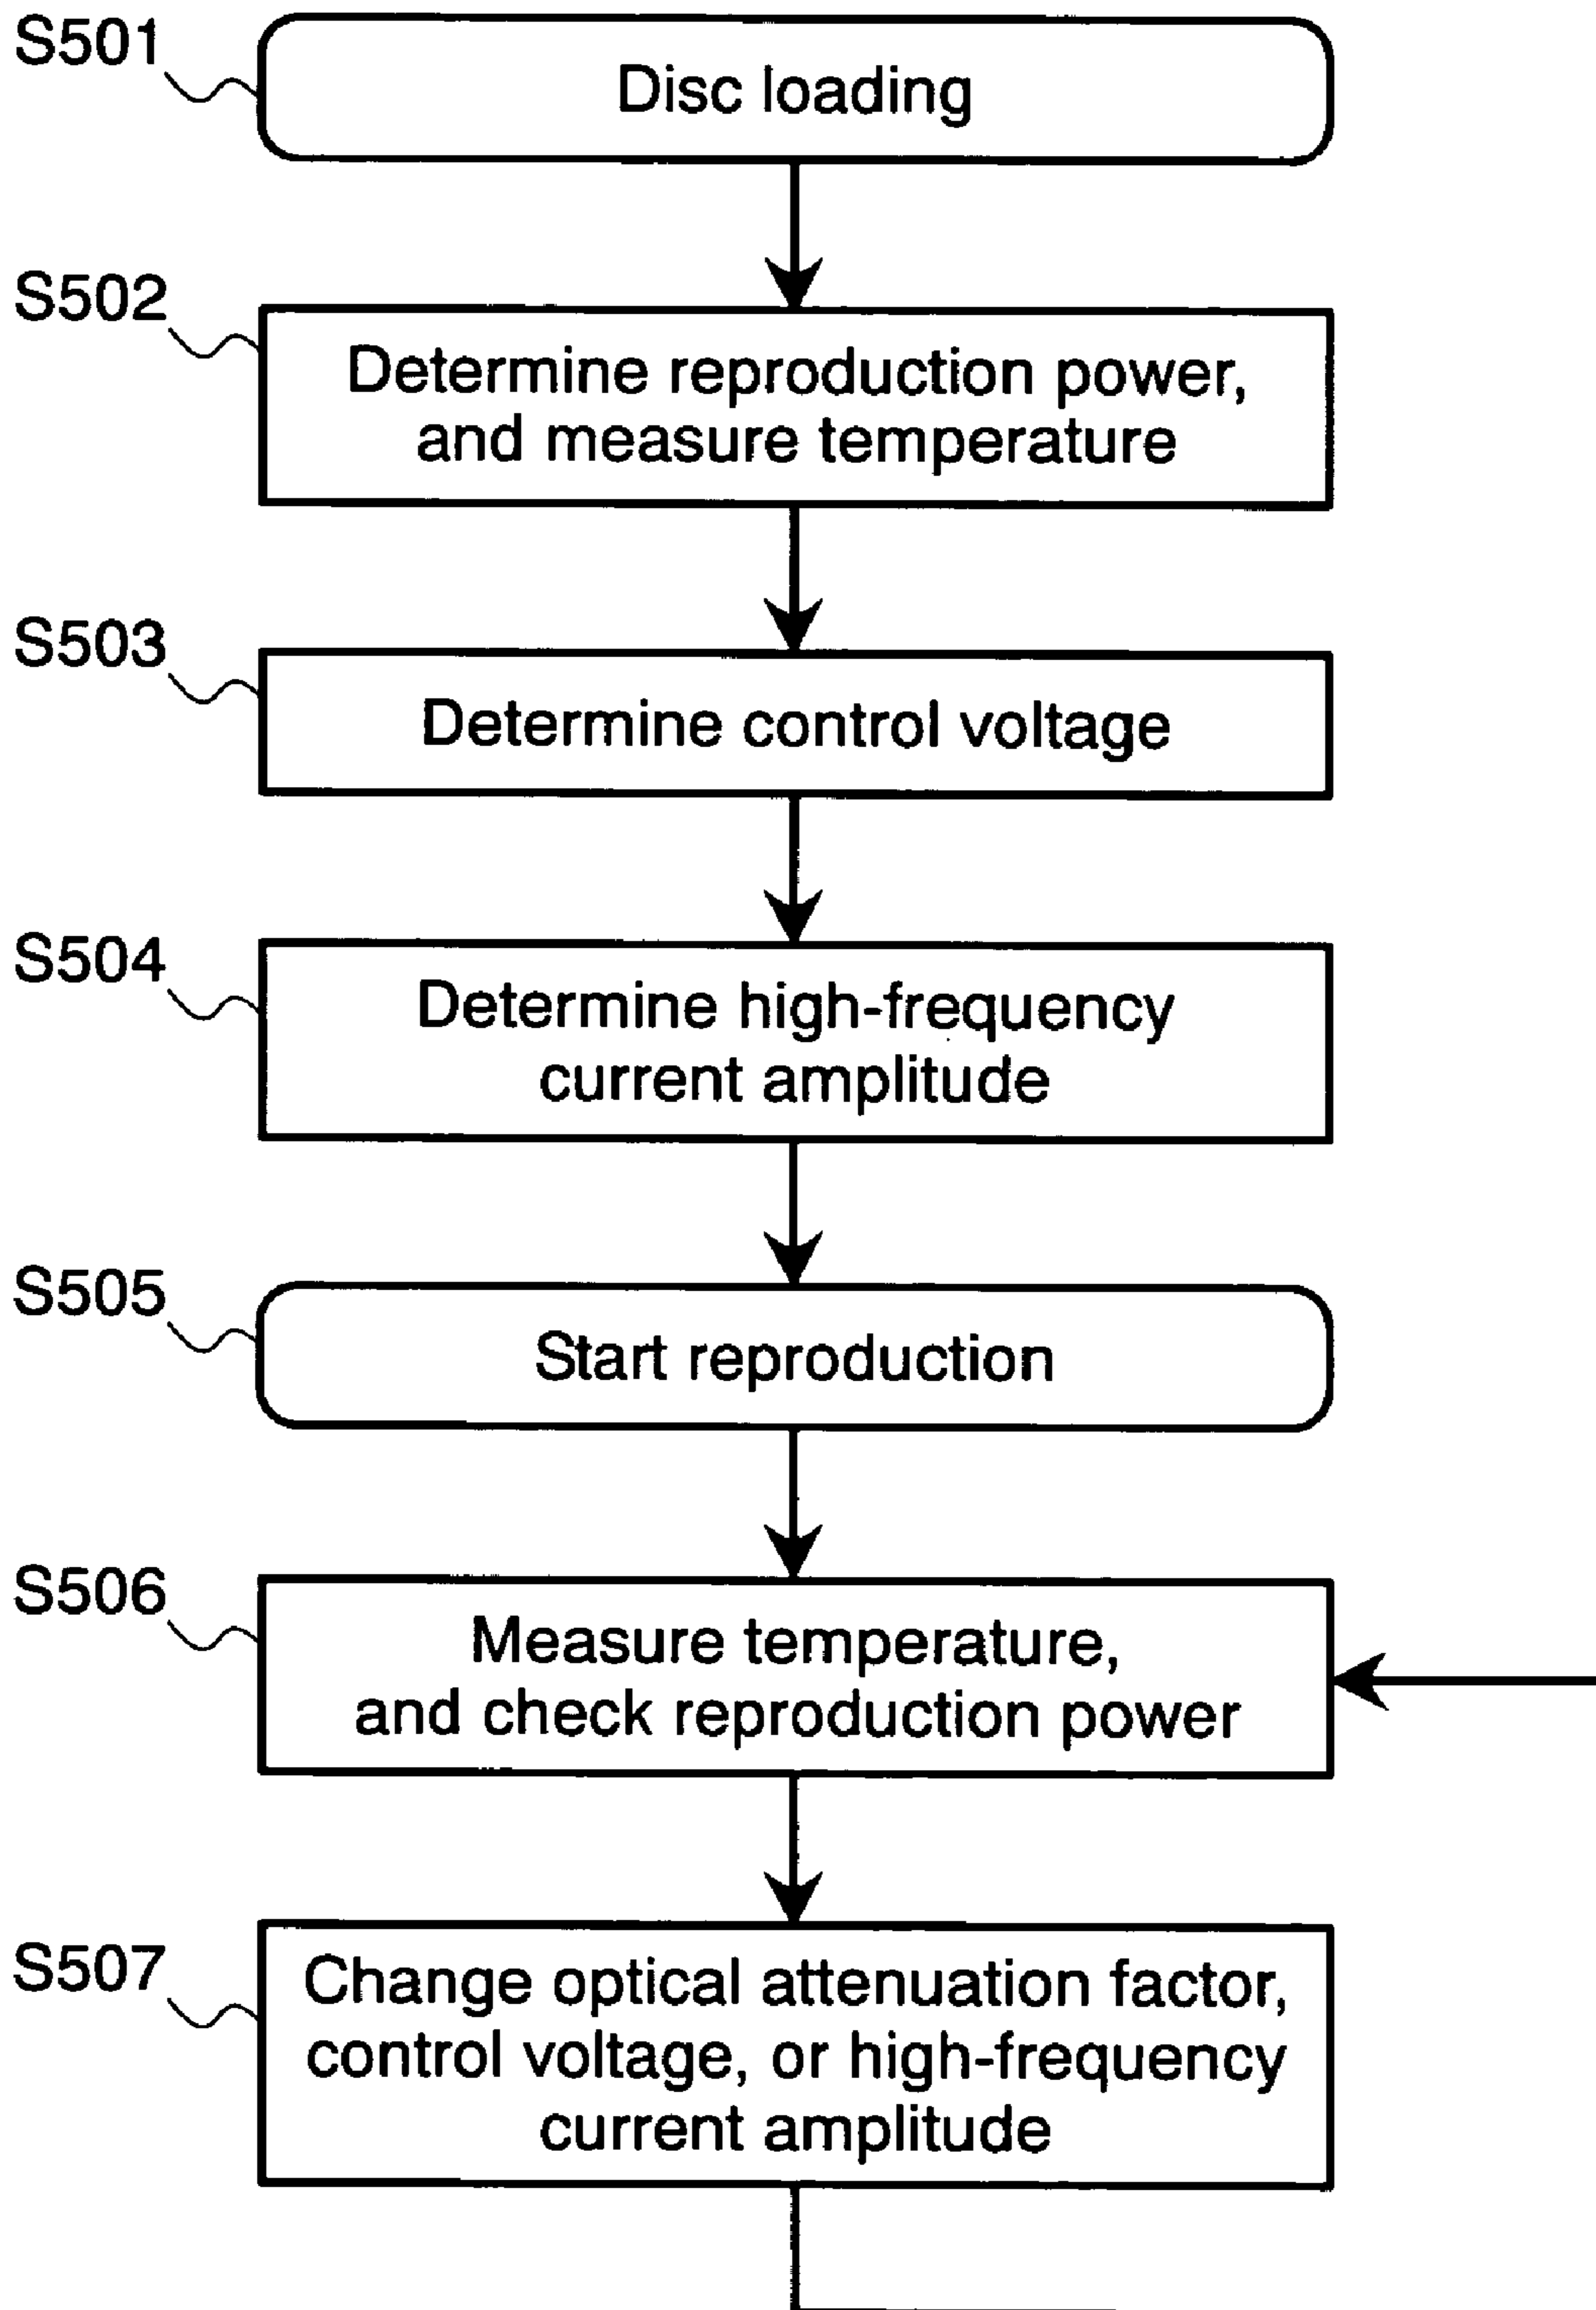 S501
Disc loading
S502
Determine reproduction power,
and measure temperature
S503
Determine control voltage
S504
Determine high-frequency
current amplitude
S505
Start reproduction
S506
Measure temperature,
and check reproduction power
S507
Change optical attenuation factor,
control voltage, or high-frequency
current amplitude